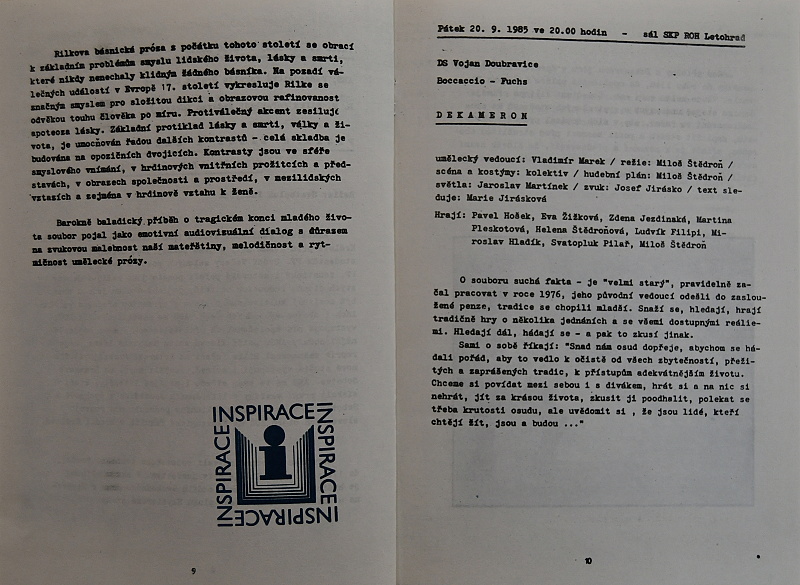 Rilkova básnická próza z počátku tohoto století se obrací
k základním problémům smyslu lidského života, lásky a smrti,
které nikdy nenechaly klidným žádného básníka. Na pozadí vá-
lečných událostí v Evropě 17. století vykresluje Rilke se
značným smyslem pro složitou dikci a obrazovou rafinovanost
odvěkou touhu člověka po míru. Protiválečný akcent zesilují
apoteoza lásky. Základní protiklad lásky a smrti, války a ži-
vota, je umocňován řadou dalších kontrastů - celá skladba je
budována na opozičních dvojicích. Kontrasty jsou ve sféře
smyslového vnímání, v hrdinových vnitřních prožitcích a před-
stavách, v obrazech společnosti a prostředí, v mezilidských
vztazích a zejména v hrdinově vztahu k ženě.
Barokně baladický příběh o tragickém konci mladého živo-
ta soubor pojal jako emotivní audiovizuální dialog s důrazem
na zvukovou malebnost naší mateřštiny, melodičnost a ryt-
mičnost umělecké prózy.
INSPIRACE
INSPIRACE
INSPIRACE
INSPIRACE
i
9
Pátek 20. 9. 1985 ve 20.00 hodin - sál SKP ROH Letohrad
DS Vojan Doubravice
Boccaccio - Fuchs
D E K A M E R O N
umělecký vedoucí: Vladimír Marek / režie: Miloš Štědroň /
scéna a kostýmy: kolektiv / hudební plán: Miloš Štědroň /
světla: Jaroslav Martínek / zvuk: Josef Jirásko / text sle-
duje: Marie Jirásková
Hrají: Pavel Hošek, Eva Žižková, Zdena Jezdinská, Martina
Pleskotová, Helena Štědroňová, Ludvík Filipi, Mi-
roslav Hladík, Svatopluk Pilař, Miloš Štědroň
O souboru suchá fakta - je "velmi starý", pravidelně za-
čal pracovat v roce 1976, jeho původní vedoucí odešli do zaslou-
žené penze, tradice se chopili mladší. Snaží se, hledají, hrají
tradičně hry o několika jednáních a se všemi dostupnými reálie-
mi. Hledají dál, hádají se - a pak to zkusí jinak.
Sami o sobě říkají: "Snad nám osud dopřeje, abychom se há-
dali pořád, aby to vedlo k očistě od všech zbytečností, přeži-
tých a zaprášených tradic, k přístupům adekvátnějším životu.
Chceme si povídat mezi sebou i s divákem, hrát si a na nic si
nehrát, jít za krásou života, zkusit ji poodhalit, polekat se
třeba krutosti osudu, ale uvědomit si , že jsou lidé, kteří
chtějí žít, jsou a budou ..."
10